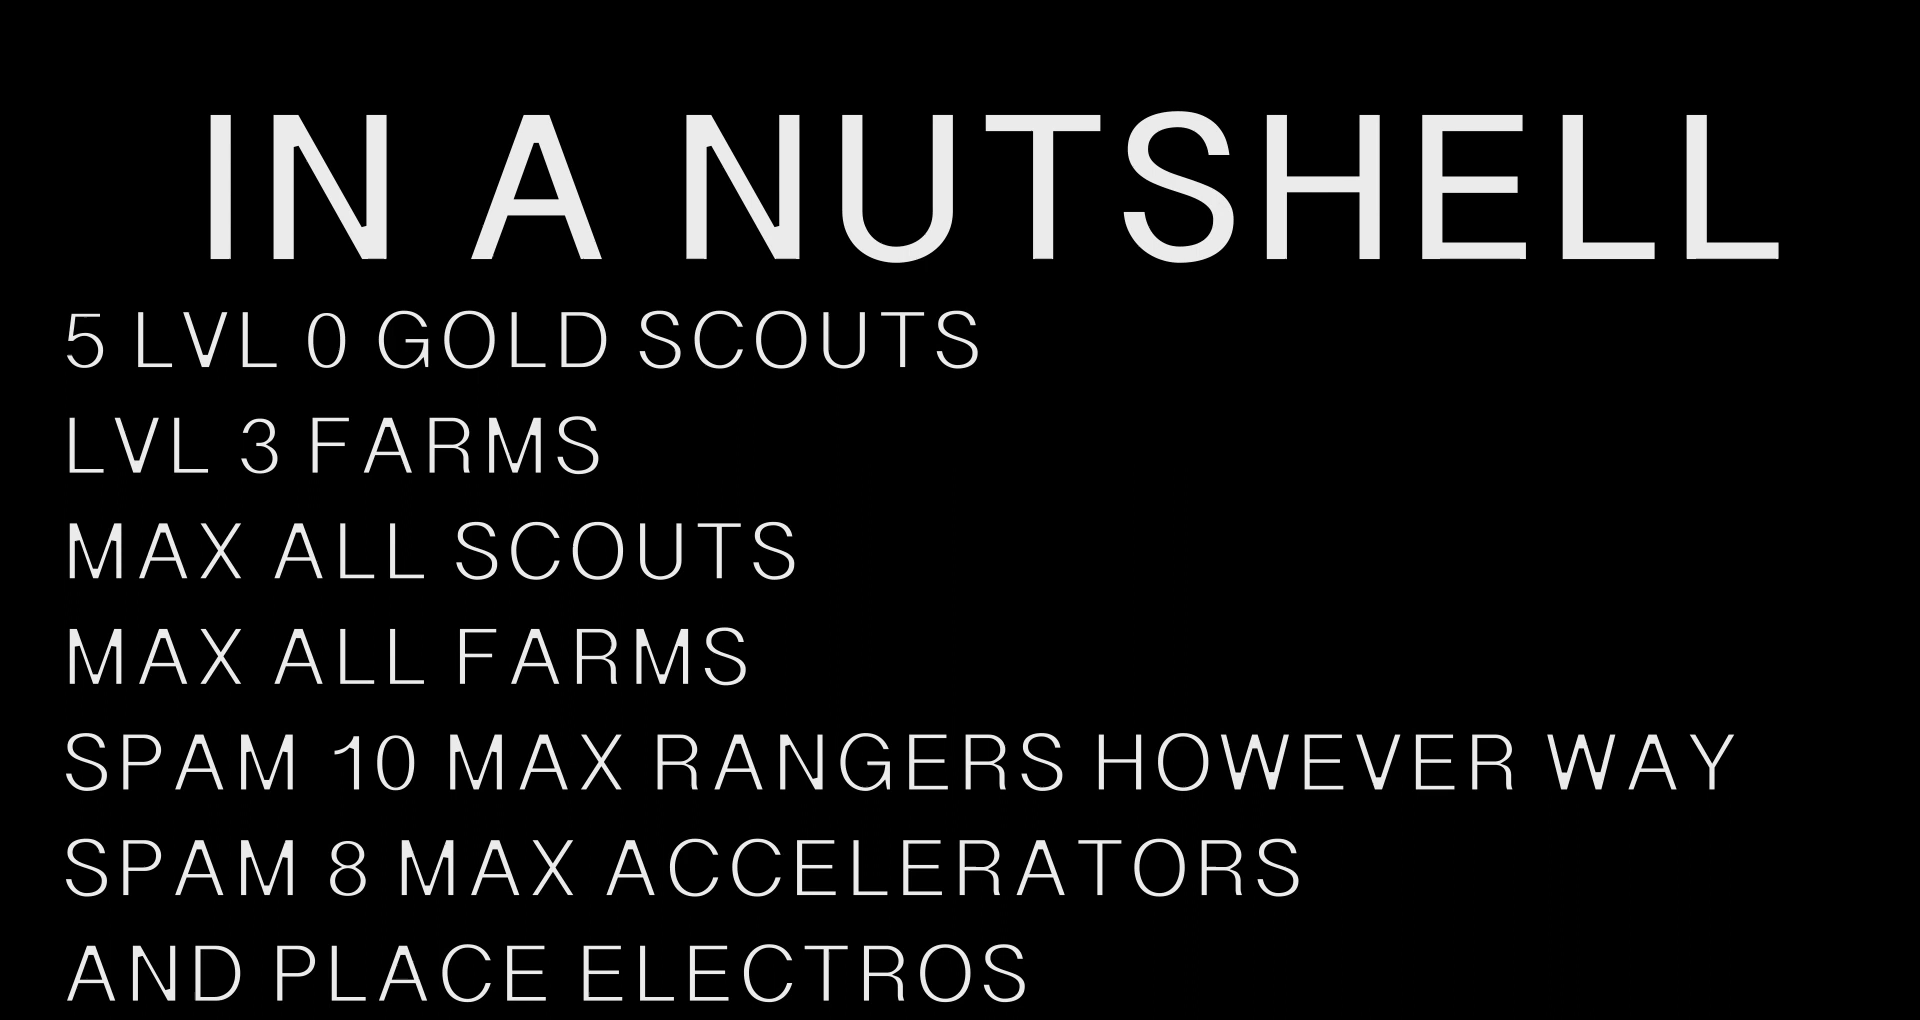 IN A NUTSHELL
5 LVL 0 GOLD SCOUTS
LVL 3 FARMS
MAX ALL SCOUTS
MAX ALL FARMS
SPAM 10 MAX RANGERS HOWEVER WAY
SPAM 8 MAX ACCELERATORS
AND PLACE ELECTROS